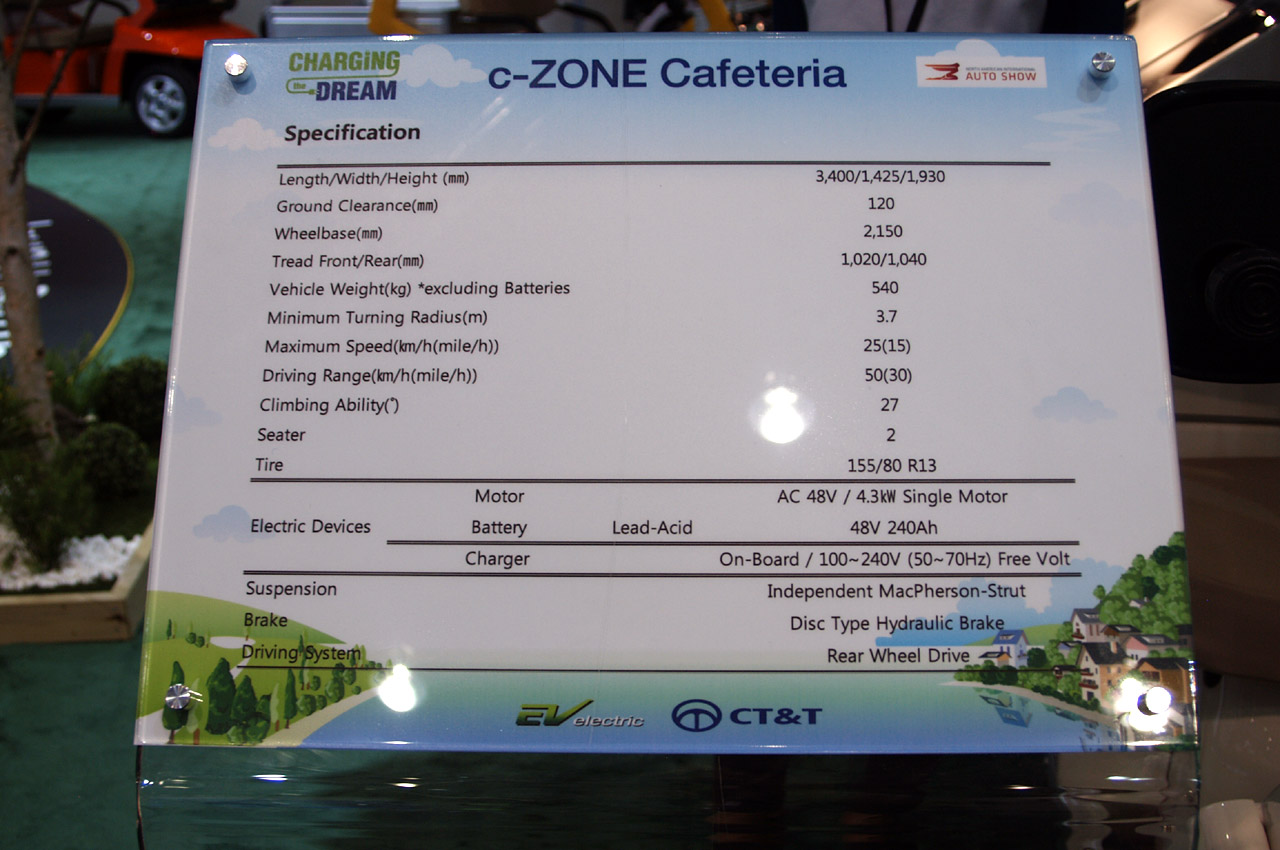 CHARGiNG
the DREAM
c-ZONE Cafeteria
NORTH AMERICAN INTERNATIONAL
AUTO SHOW
Specification
Length/Width/Height (㎜) 3,400/1,425/1,930
Ground Clearance(㎜) 120
Wheelbase(㎜) 2,150
Tread Front/Rear(㎜) 1,020/1,040
Vehicle Weight(kg) *excluding Batteries 540
Minimum Turning Radius(m) 3.7
Maximum Speed(㎞/h(mile/h)) 25(15)
Driving Range(㎞/h(mile/h)) 50(30)
Climbing Ability(˚) 27
Seater 2
Tire 155/80 R13
Motor AC 48V / 4.3㎾ Single Motor
Electric Devices Battery Lead-Acid 48V 240Ah
Charger On-Board / 100~240V (50~70Hz) Free Volt
Suspension Independent MacPherson-Strut
Brake Disc Type Hydraulic Brake
Driving System Rear Wheel Drive
EV electric CT&T